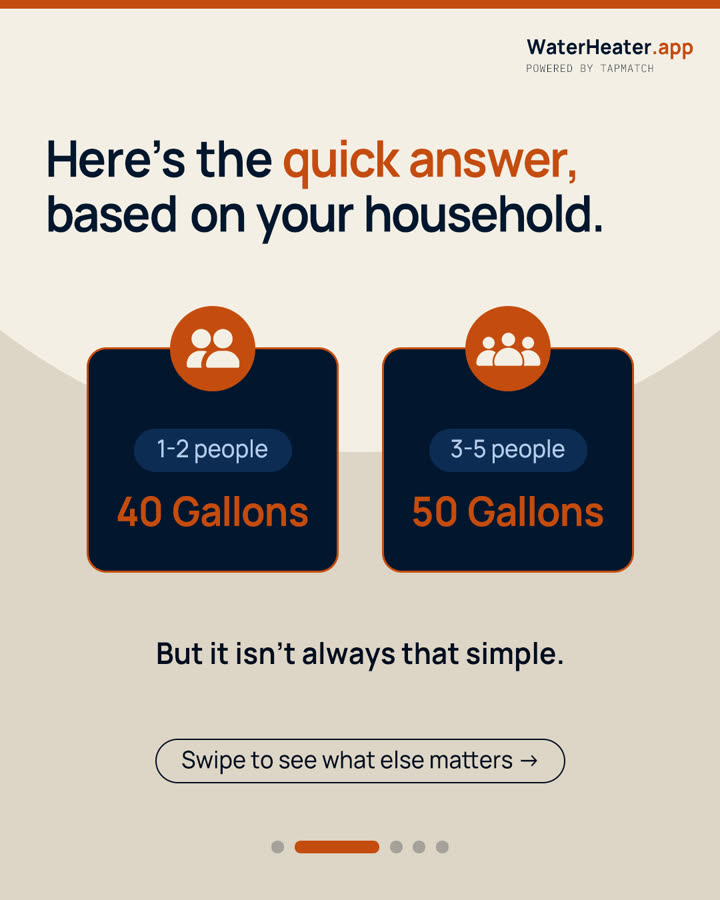 WaterHeater.app
POWERED BY TAPMATCH
Here’s the quick answer,
based on your household.
1-2 people
40 Gallons
3-5 people
50 Gallons
But it isn’t always that simple.
Swipe to see what else matters →